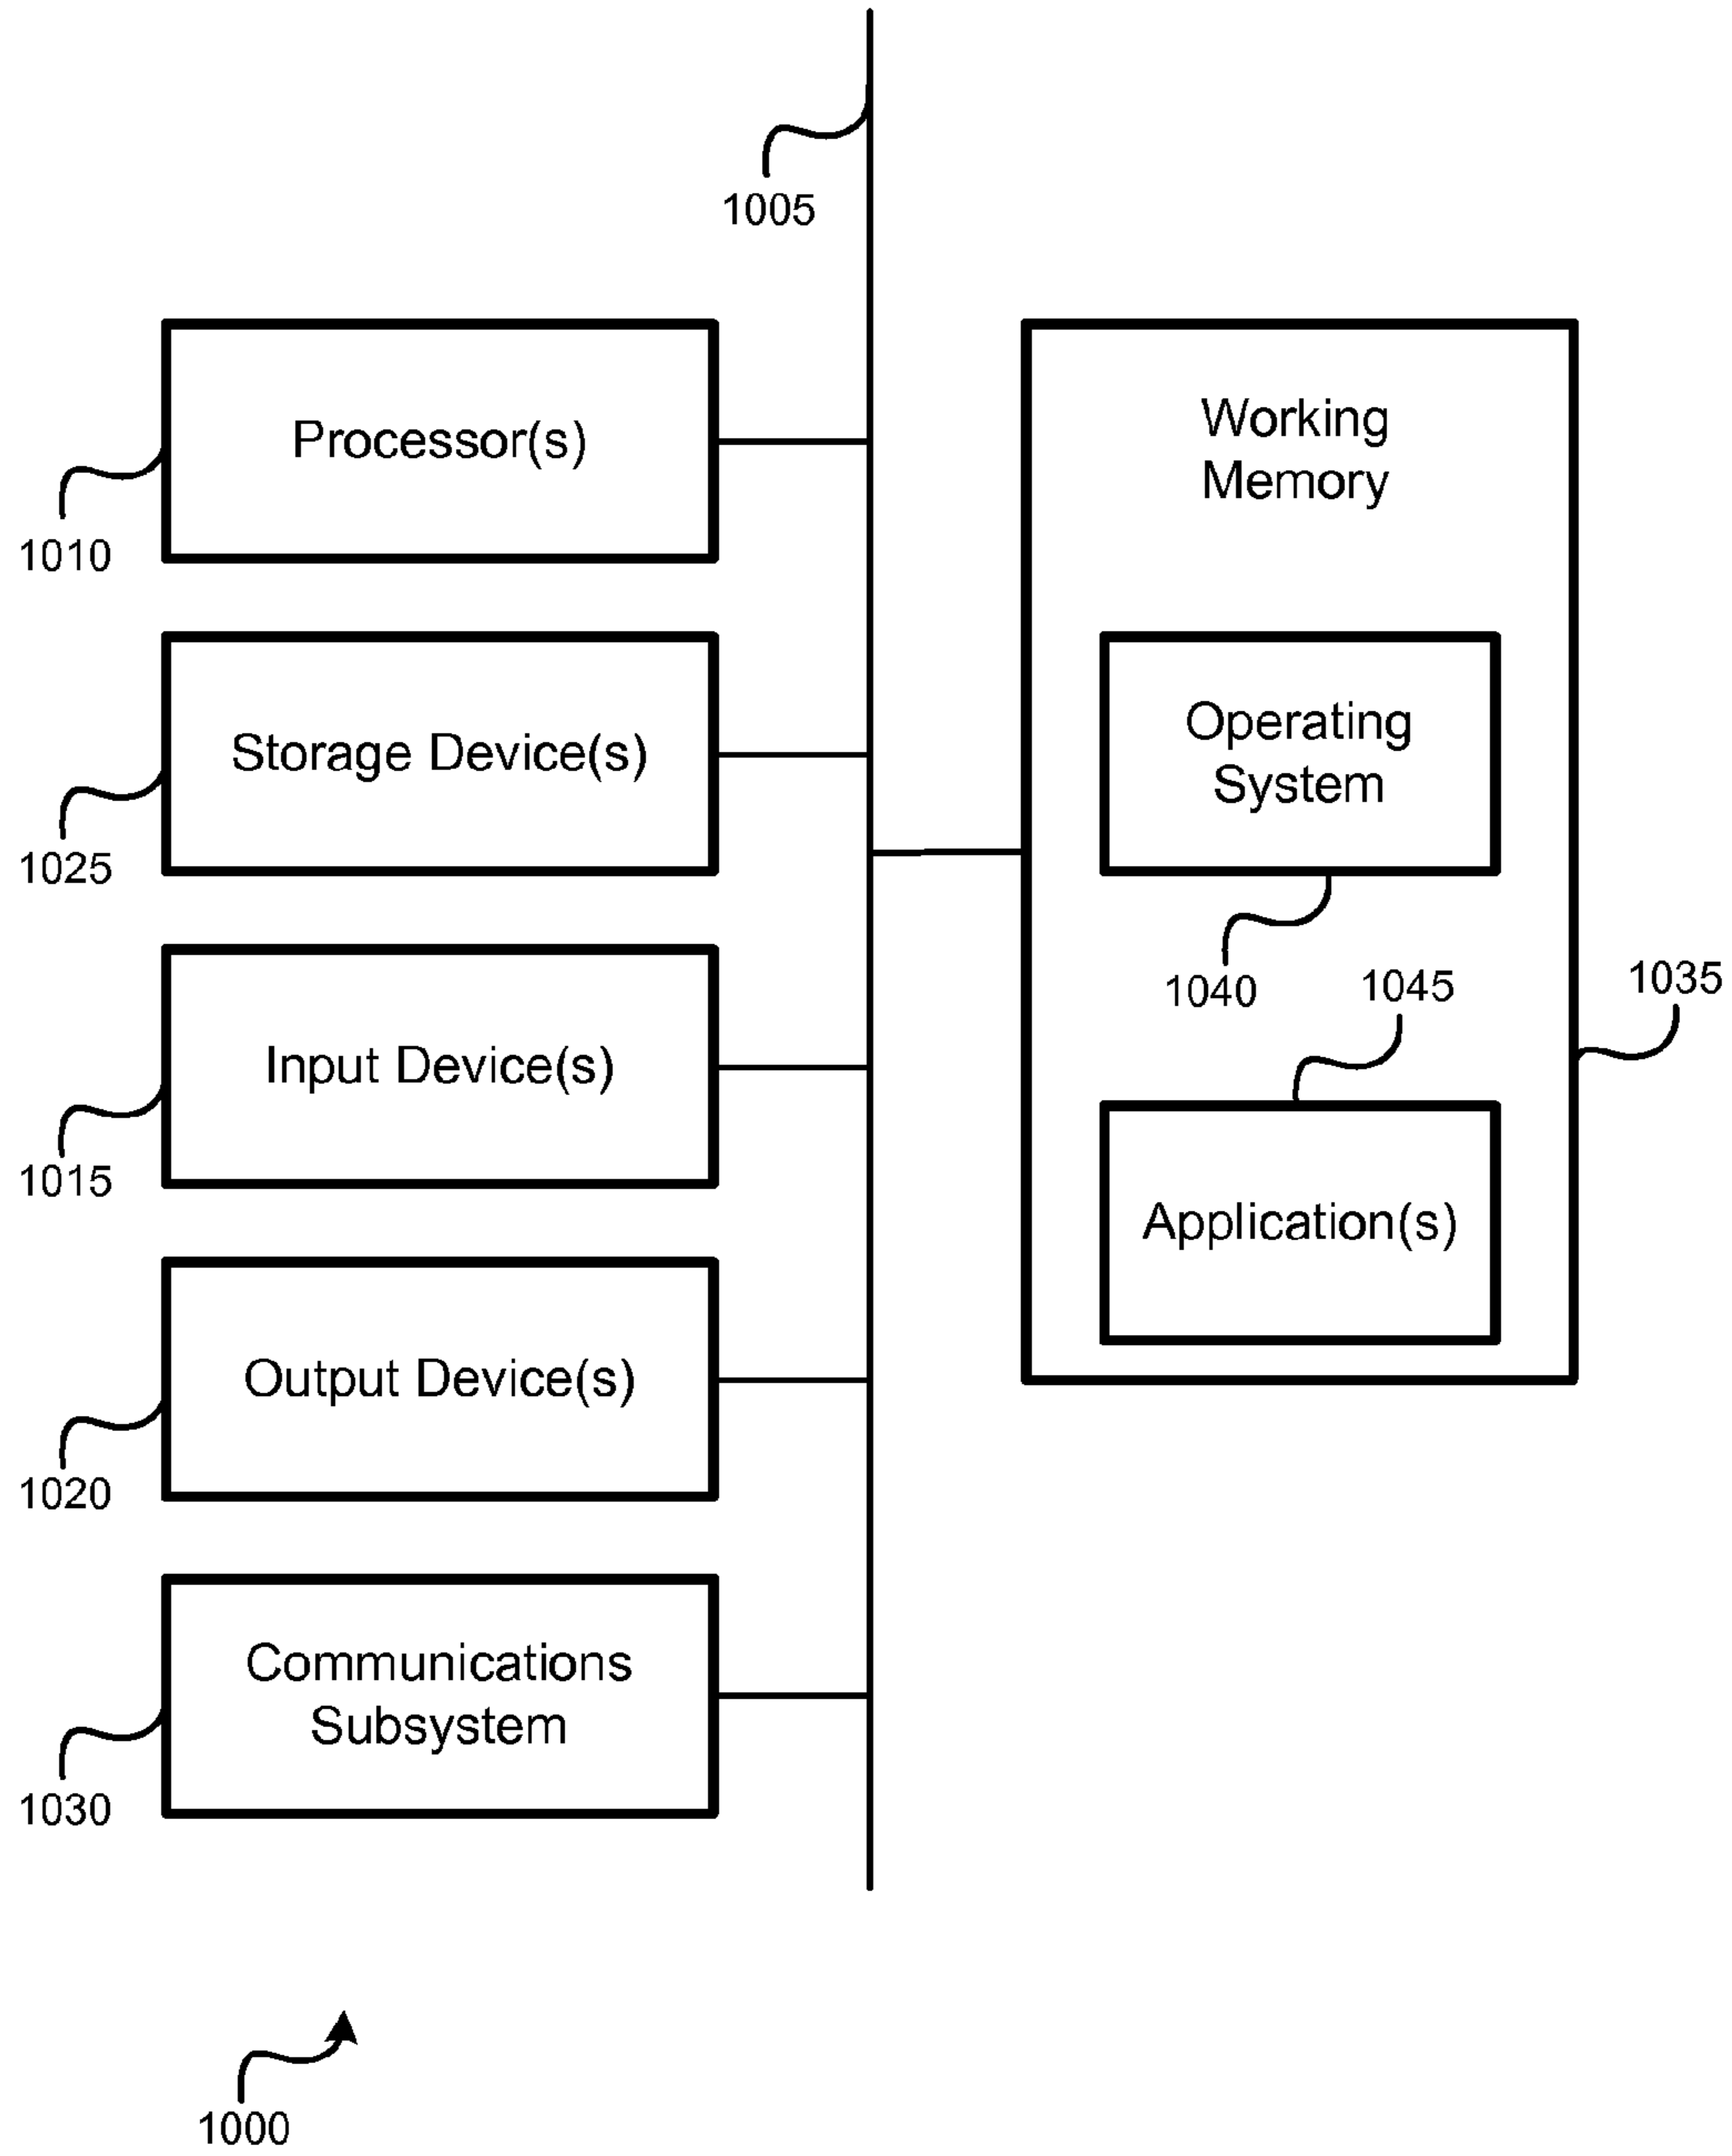 1005
Processor(s)
1010
Storage Device(s)
1025
Input Device(s)
1015
Output Device(s)
1020
Communications
Subsystem
1030
Working
Memory
Operating
System
1040
1045
1035
Application(s)
1000